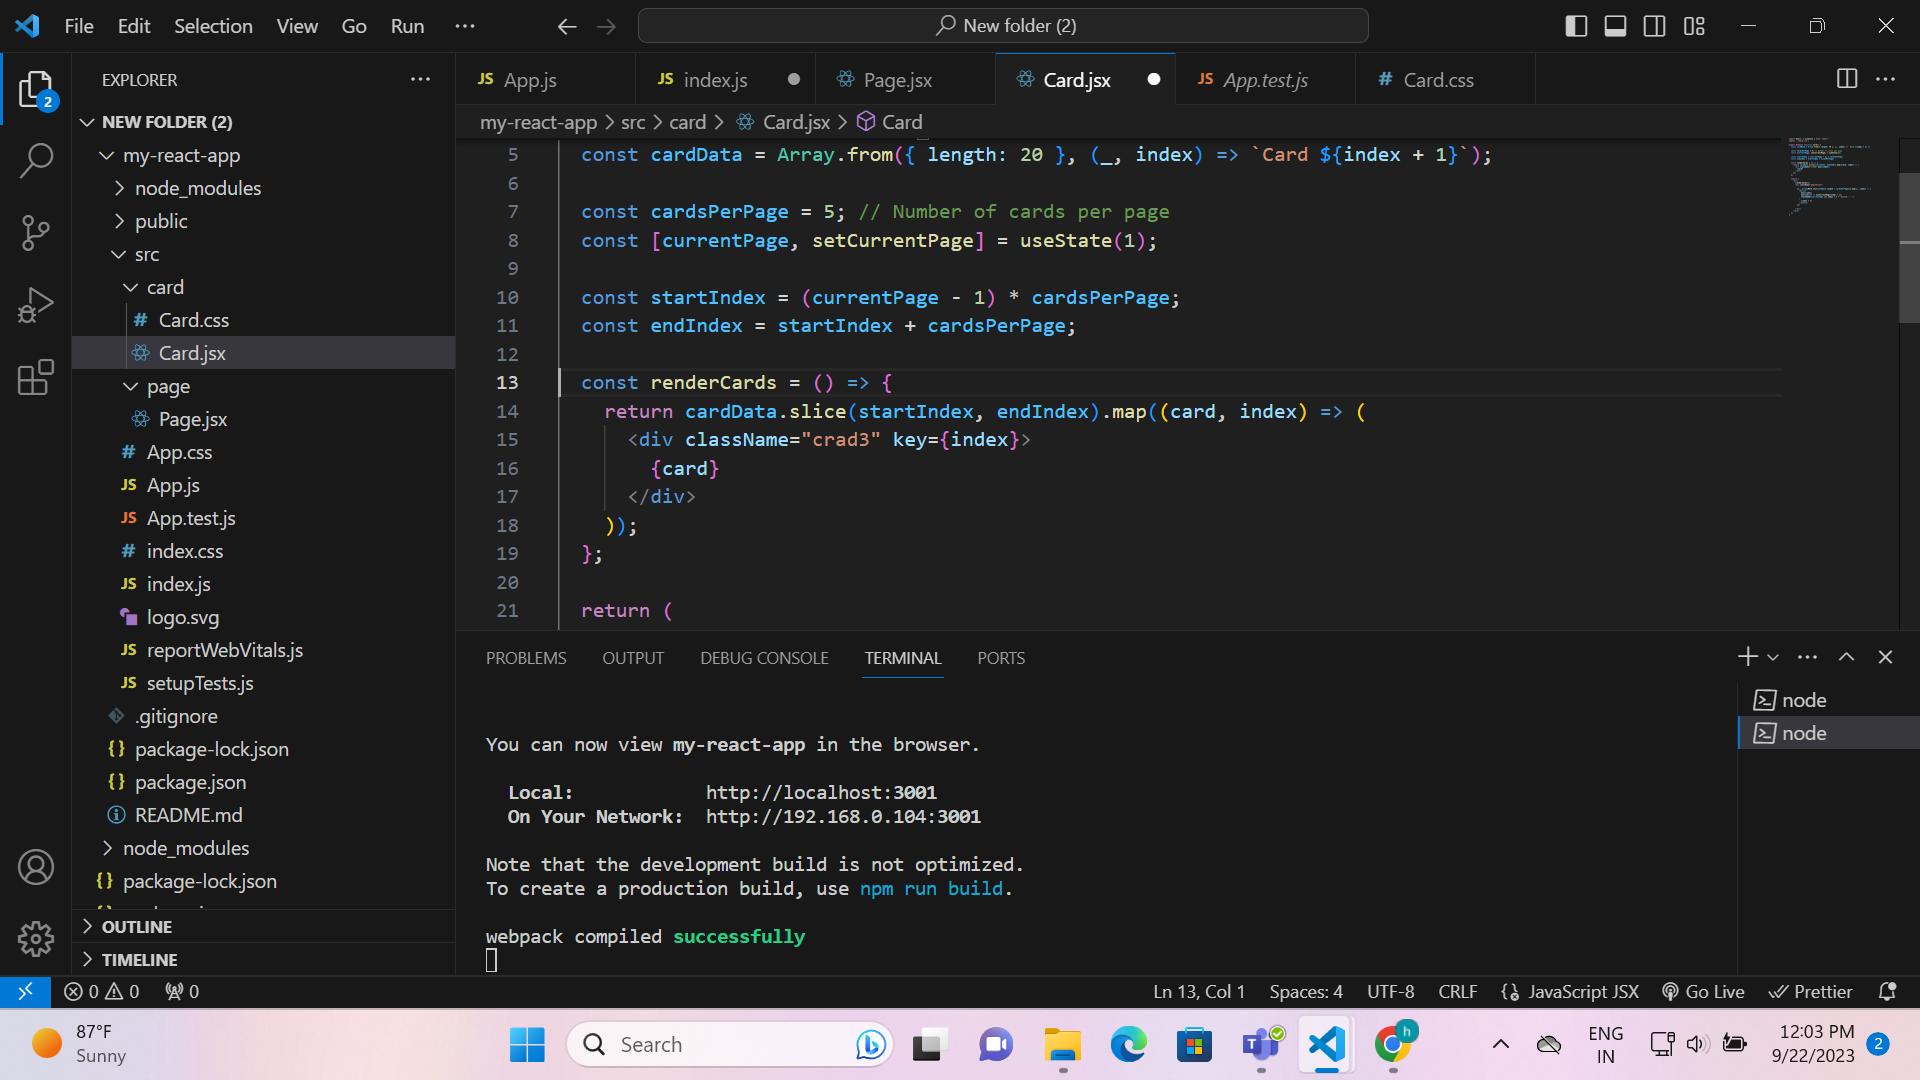 File Edit Selection View Go Run ··· New folder (2)
EXPLORER
NEW FOLDER (2)
my-react-app
node_modules
public
src
card
Card.css
Card.jsx
page
Page.jsx
App.css
JS App.js
JS App.test.js
index.css
JS index.js
logo.svg
JS reportWebVitals.js
JS setupTests.js
.gitignore
{} package-lock.json
{} package.json
README.md
node_modules
{} package-lock.json
OUTLINE
TIMELINE
2
JS App.js JS index.js Page.jsx Card.jsx JS App.test.js # Card.css
my-react-app > src > card > Card.jsx > Card
5 const cardData = Array.from({ length: 20 }, (_, index) => `Card ${index + 1}`);
6
7 const cardsPerPage = 5; // Number of cards per page
8 const [currentPage, setCurrentPage] = useState(1);
9
10 const startIndex = (currentPage - 1) * cardsPerPage;
11 const endIndex = startIndex + cardsPerPage;
12
13 const renderCards = () => {
14 return cardData.slice(startIndex, endIndex).map((card, index) => (
15 <div className="crad3" key={index}>
16 {card}
17 </div>
18 ));
19 };
20
21 return (
PROBLEMS OUTPUT DEBUG CONSOLE TERMINAL PORTS
You can now view my-react-app in the browser.
Local: http://localhost:3001
On Your Network: http://192.168.0.104:3001
Note that the development build is not optimized.
To create a production build, use npm run build.
webpack compiled successfully
node
node
0 0 0 Ln 13, Col 1 Spaces: 4 UTF-8 CRLF JavaScript JSX Go Live Prettier
87°F
Sunny
Search
T
h
ENG
IN
12:03 PM
9/22/2023
2